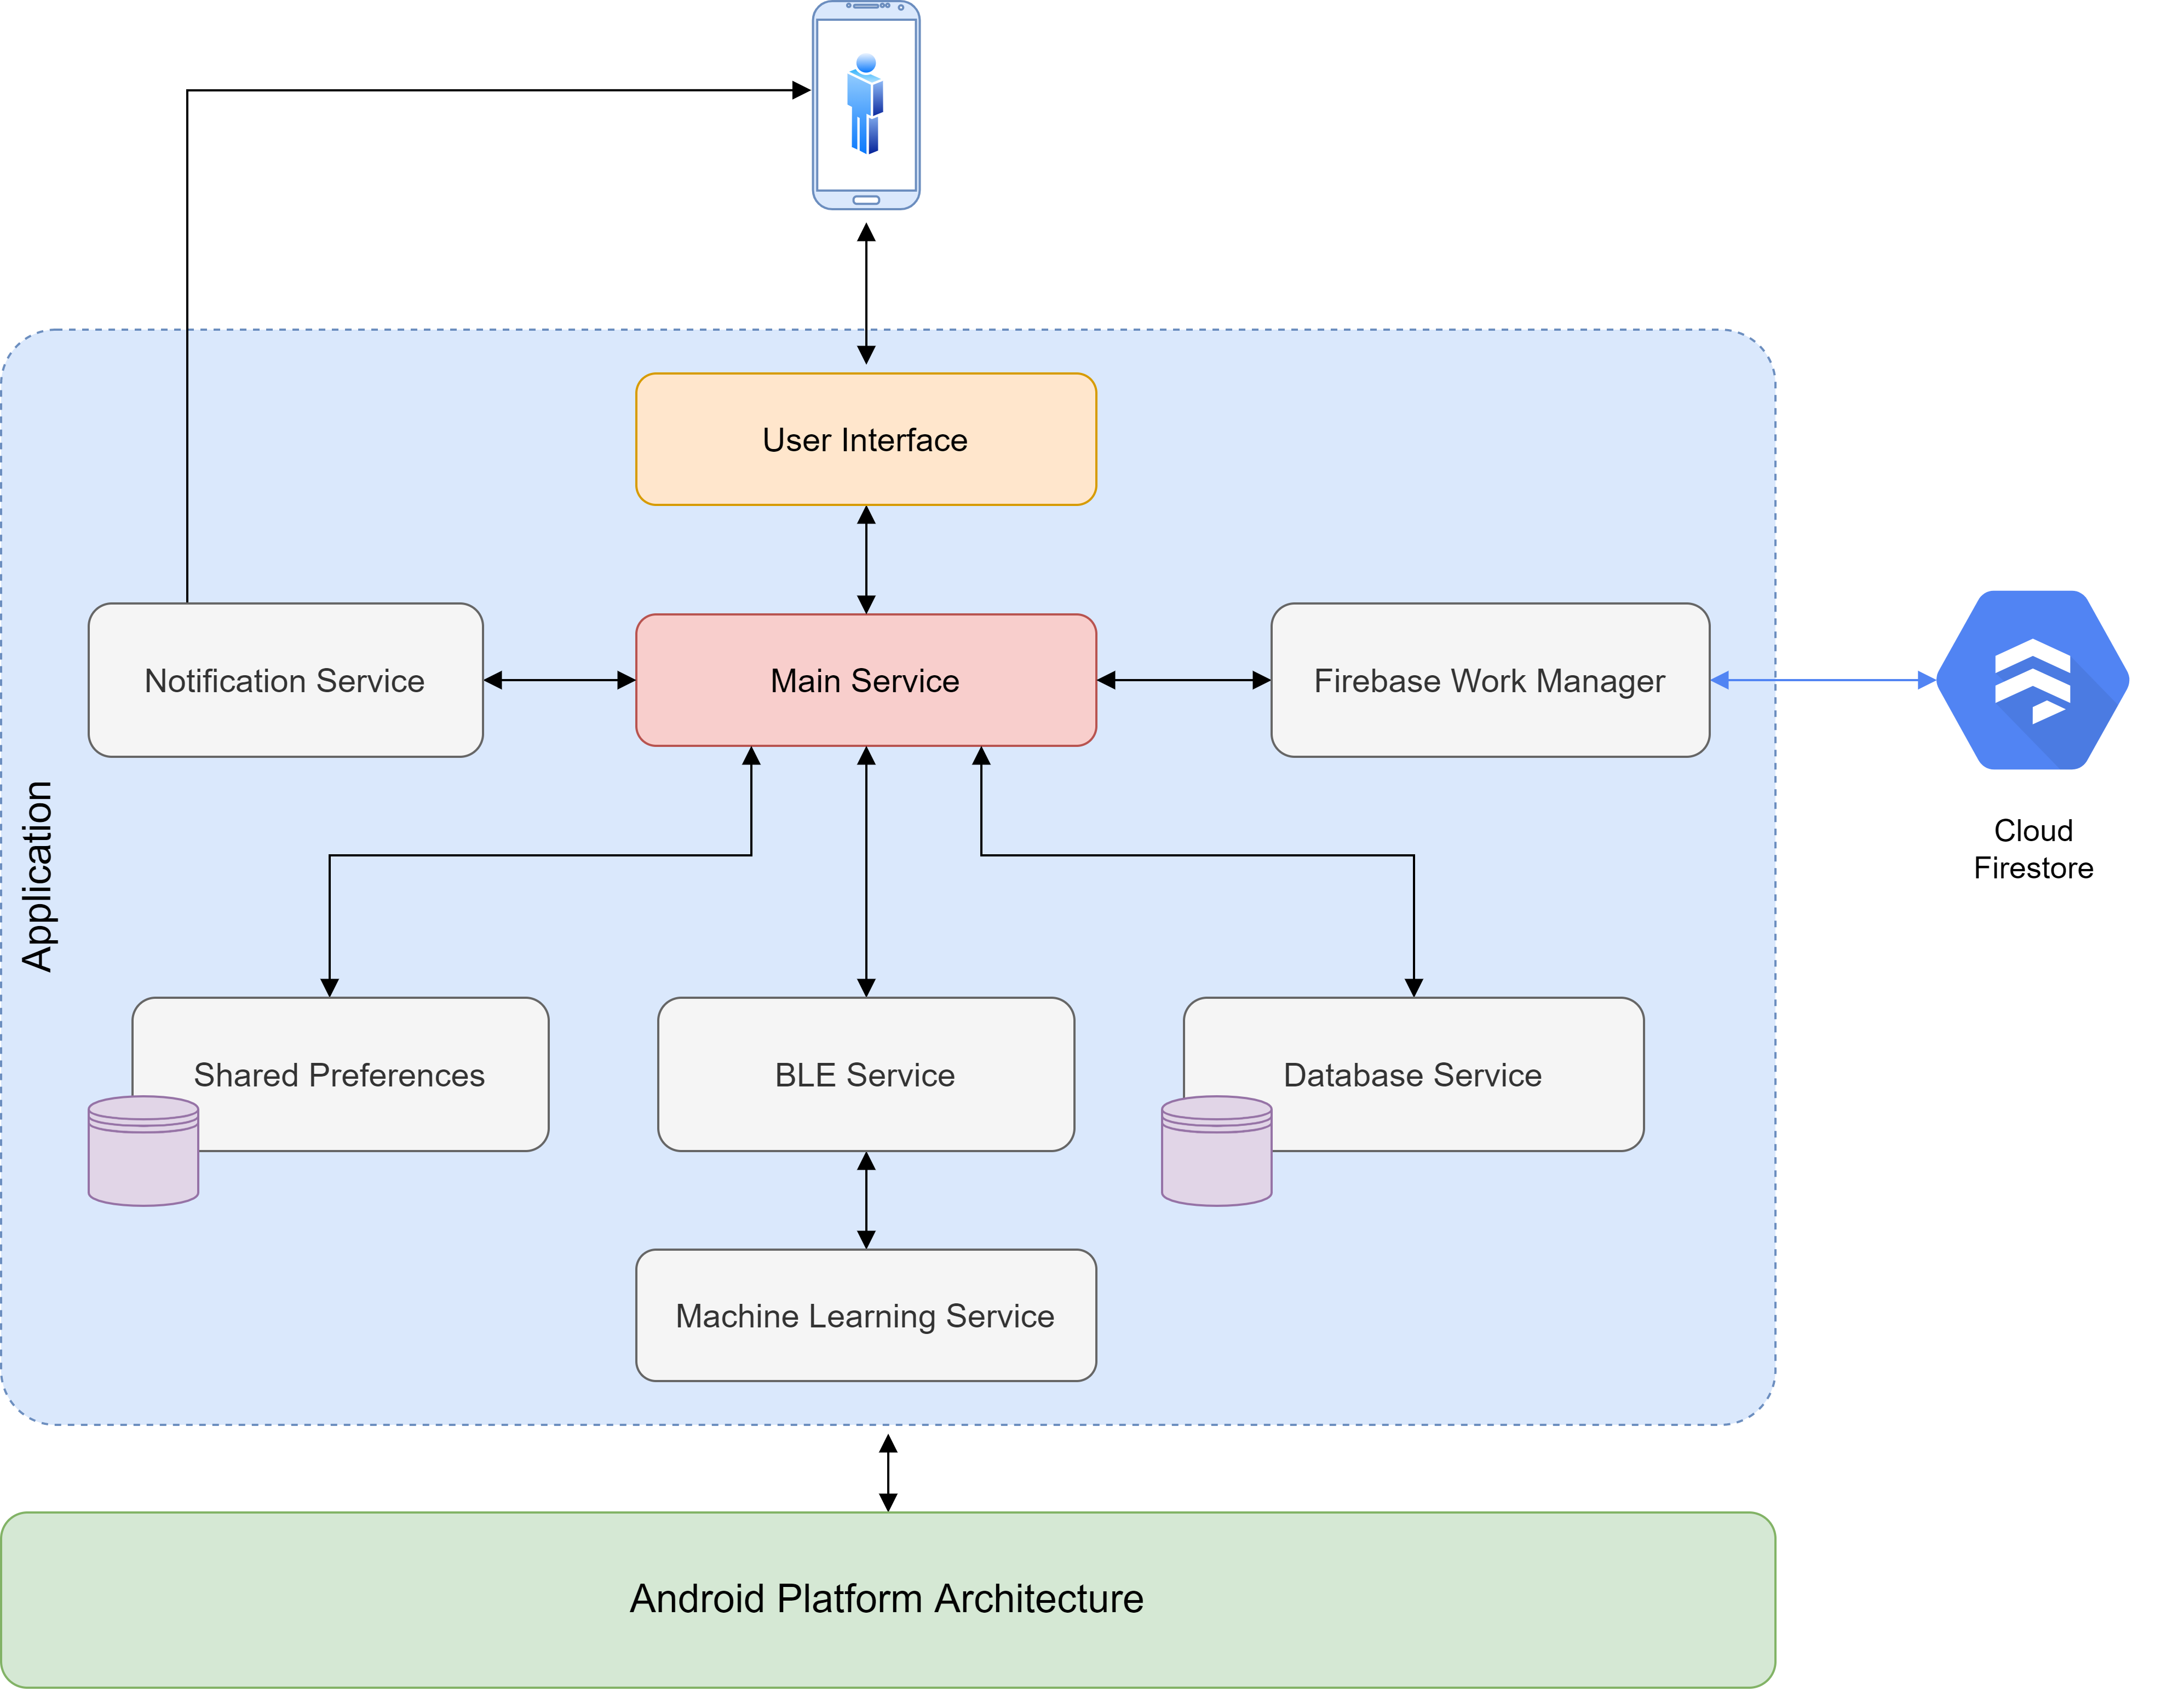 User Interface
Notification Service
Main Service
Firebase Work Manager
Cloud
Firestore
Application
Shared Preferences
BLE Service
Database Service
Machine Learning Service
Android Platform Architecture